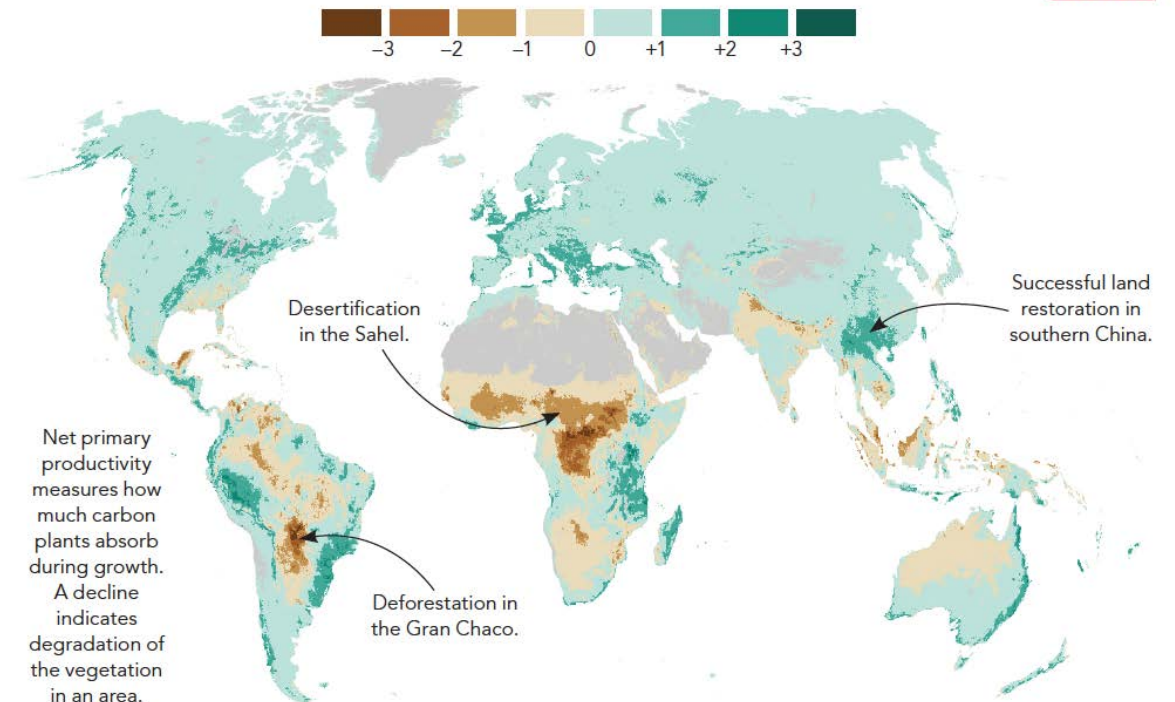 –3 –2 –1 0 +1 +2 +3
Desertification
in the Sahel.
Successful land
restoration in
southern China.
Net primary
productivity
measures how
much carbon
plants absorb
during growth.
A decline
indicates
degradation of
the vegetation
in an area.
Deforestation in
the Gran Chaco.